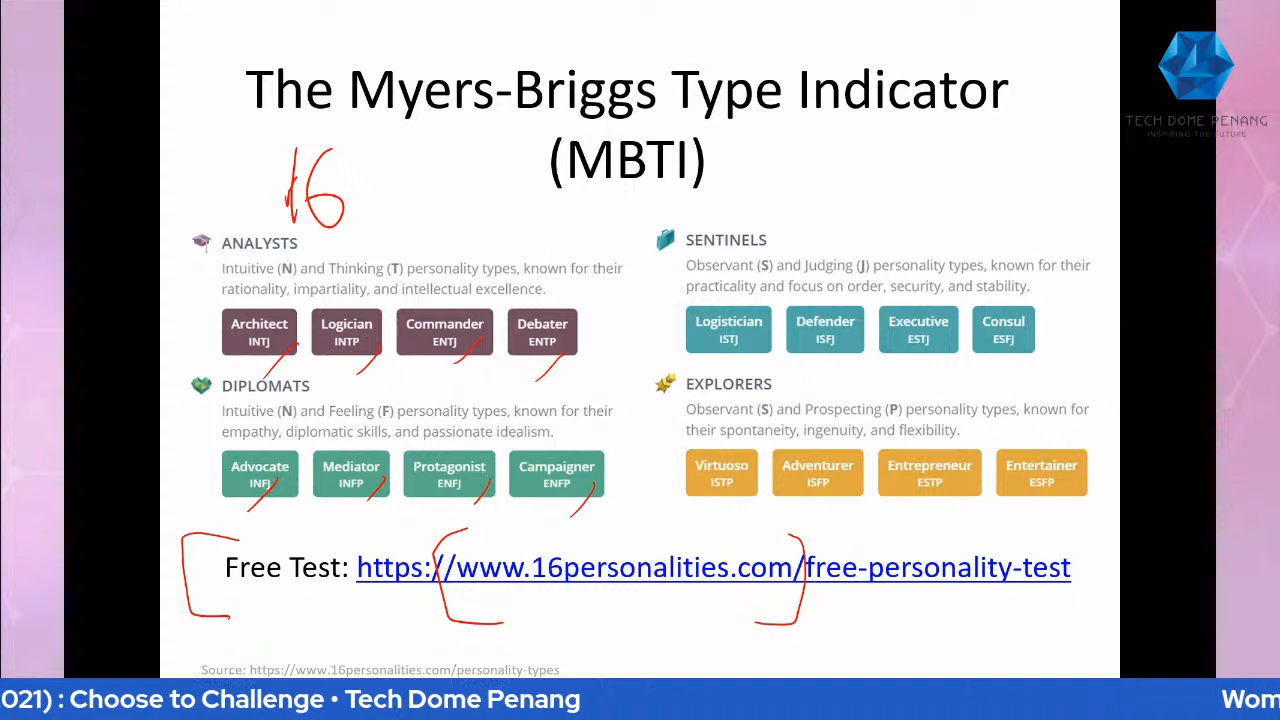 The Myers-Briggs Type Indicator
(MBTI)
TECH DOME PENANG
INSPIRING THE FUTURE
16
ANALYSTS
Intuitive (N) and Thinking (T) personality types, known for their
rationality, impartiality, and intellectual excellence.
Architect
INTJ
Logician
INTP
Commander
ENTJ
Debater
ENTP
SENTINELS
Observant (S) and Judging (J) personality types, known for their
practicality and focus on order, security, and stability.
Logistician
ISTJ
Defender
ISFJ
Executive
ESTJ
Consul
ESFJ
DIPLOMATS
Intuitive (N) and Feeling (F) personality types, known for their
empathy, diplomatic skills, and passionate idealism.
Advocate
INFJ
Mediator
INFP
Protagonist
ENFJ
Campaigner
ENFP
EXPLORERS
Observant (S) and Prospecting (P) personality types, known for
their spontaneity, ingenuity, and flexibility.
Virtuoso
ISTP
Adventurer
ISFP
Entrepreneur
ESTP
Entertainer
ESFP
Free Test: https://www.16personalities.com/free-personality-test
Source: https://www.16personalities.com/personality-types
2021) : Choose to Challenge • Tech Dome Penang
Wom